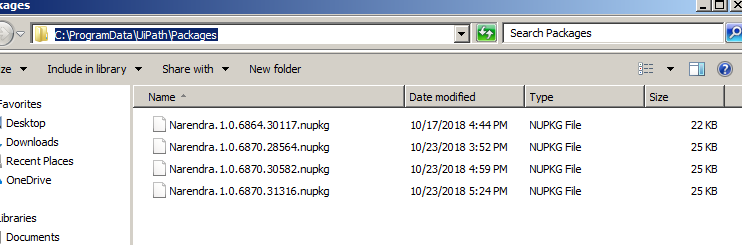 ckages
C:\ProgramData\UiPath\Packages
Search Packages
ze Include in library Share with New folder
Favorites
Desktop
Downloads
Recent Places
OneDrive
Libraries
Documents
Name Date modified Type Size
Narendra.1.0.6864.30117.nupkg 10/17/2018 4:44 PM NUPKG File 22 KB
Narendra.1.0.6870.28564.nupkg 10/23/2018 3:52 PM NUPKG File 25 KB
Narendra.1.0.6870.30582.nupkg 10/23/2018 4:59 PM NUPKG File 25 KB
Narendra.1.0.6870.31316.nupkg 10/23/2018 5:24 PM NUPKG File 25 KB